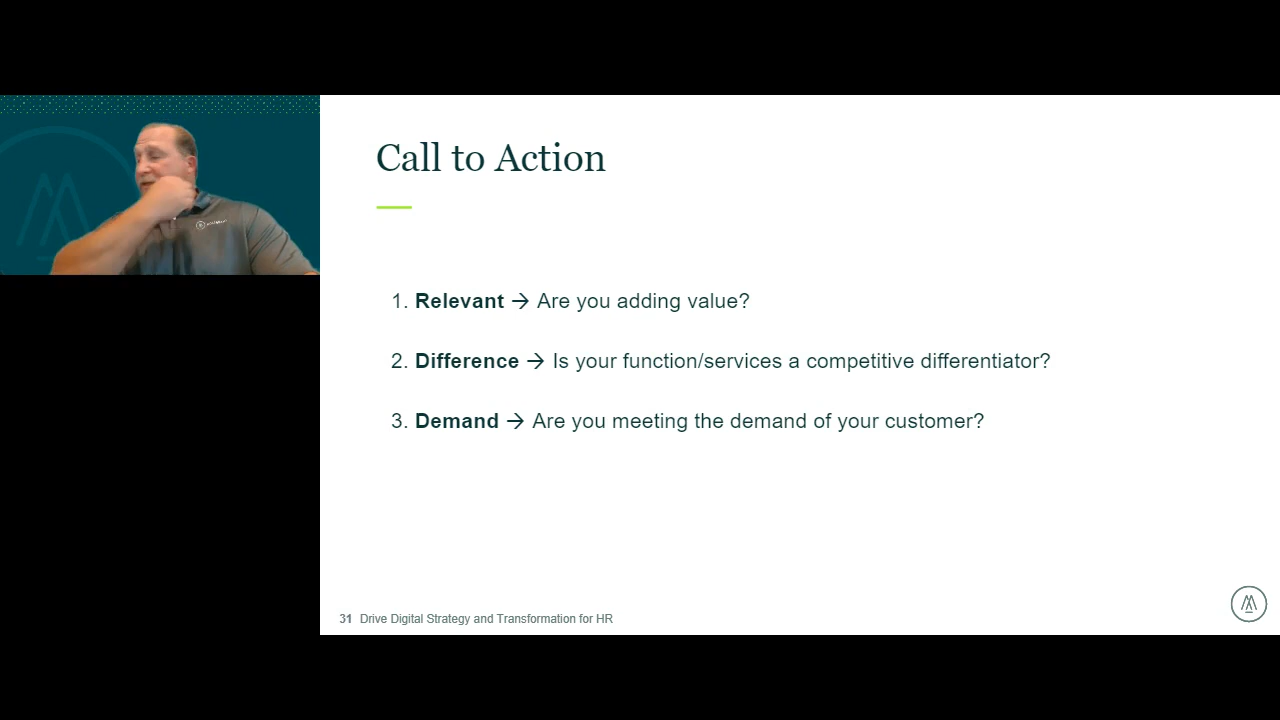 Call to Action
1. Relevant → Are you adding value?
2. Difference → Is your function/services a competitive differentiator?
3. Demand → Are you meeting the demand of your customer?
31 Drive Digital Strategy and Transformation for HR